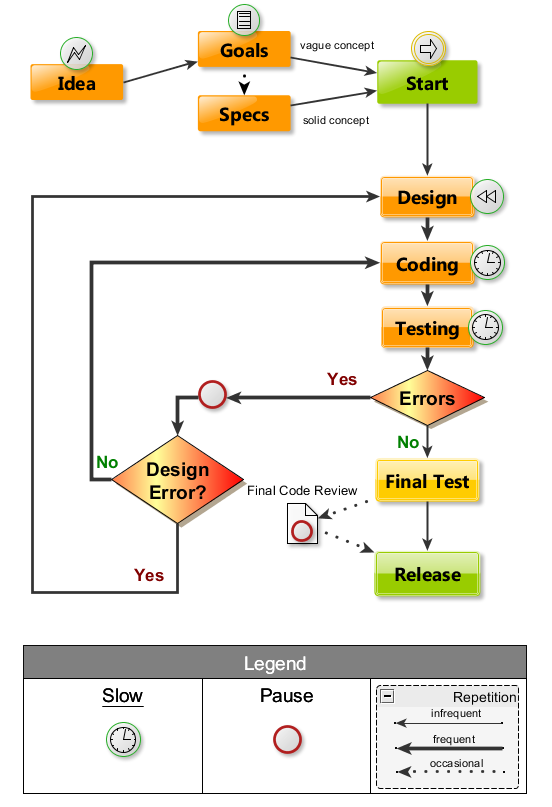 Goals
vague concept
Idea
Start
Specs
solid concept
Design
Coding
Testing
Yes
Errors
No
No
Design
Error?
Final Test
Final Code Review
Yes
Release
Legend
Slow
Pause
Repetition
infrequent
frequent
occasional